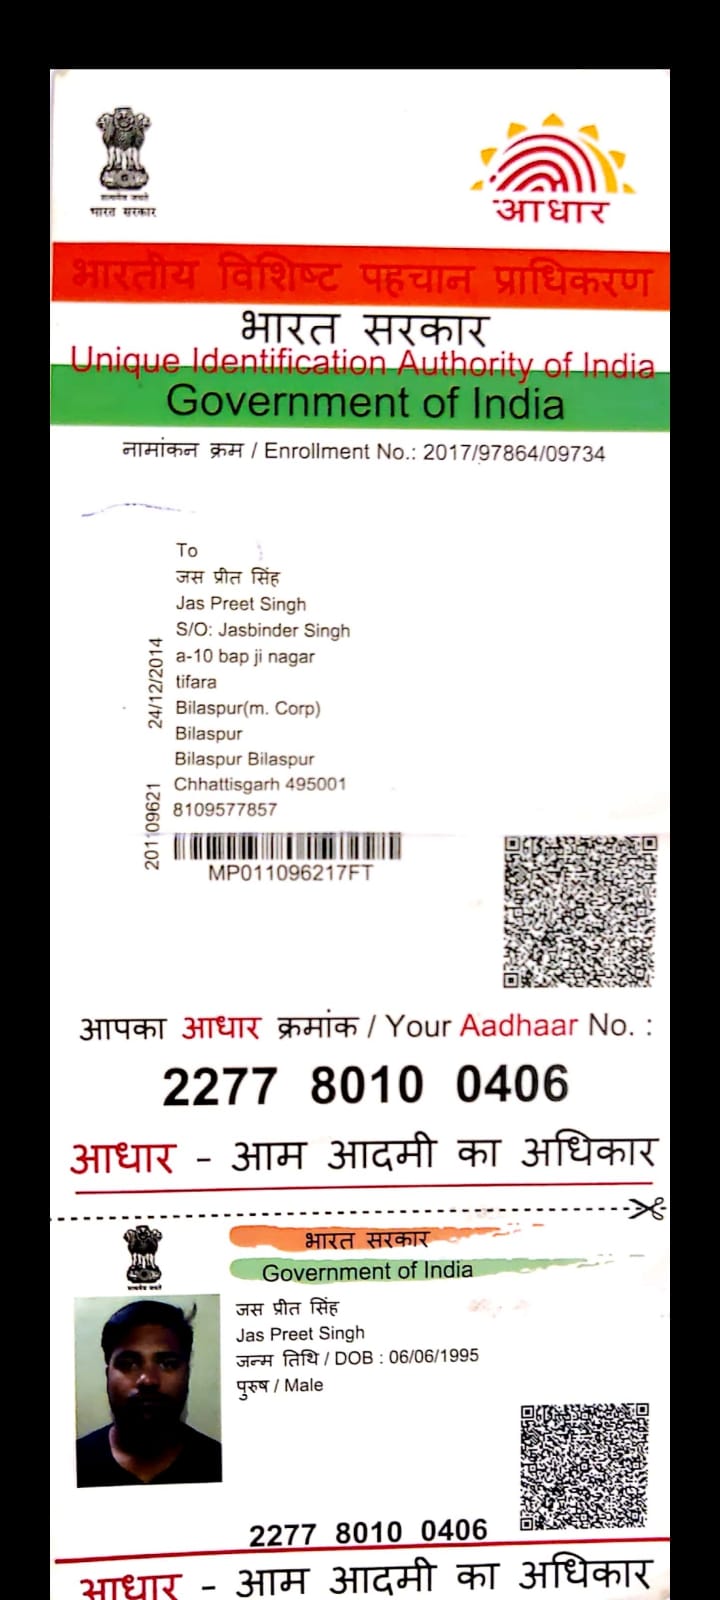 सत्यमेव जयते
भारत सरकार
आधार
भारतीय विशिष्ट पहचान प्राधिकरण
भारत सरकार
Unique Identification Authority of India
Government of India
नामांकन क्रम / Enrollment No.: 2017/97864/09734
To
जस प्रीत सिंह
Jas Preet Singh
S/O: Jasbinder Singh
a-10 bap ji nagar
tifara
Bilaspur(m. Corp)
Bilaspur
Bilaspur Bilaspur
Chhattisgarh 495001
8109577857
24/12/2014
201109621
MP011096217FT
आपका आधार क्रमांक / Your Aadhaar No. :
2277 8010 0406
आधार - आम आदमी का अधिकार
भारत सरकार
Government of India
जस प्रीत सिंह
Jas Preet Singh
जन्म तिथि / DOB : 06/06/1995
पुरुष / Male
2277 8010 0406
आधार - आम आदमी का अधिकार